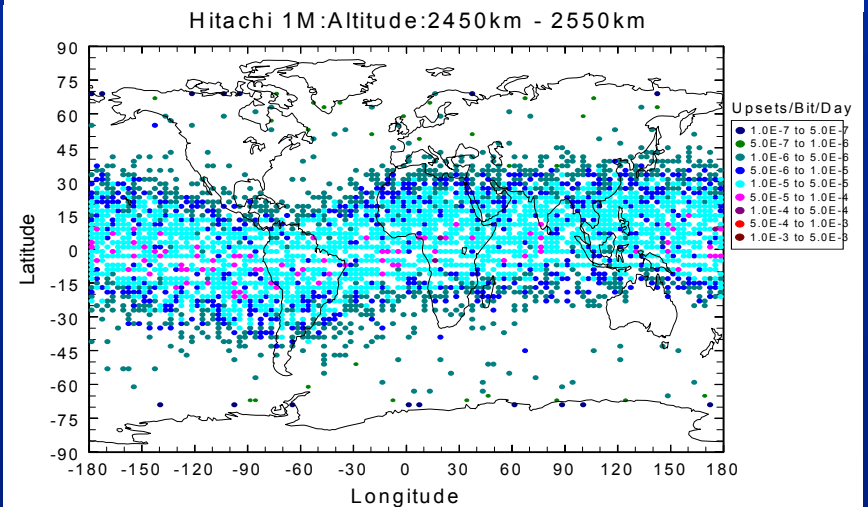 Hitachi 1M:Altitude:2450km - 2550km
90
75
60
45
30
15
0
-15
-30
-45
-60
-75
-90
Latitude
-180 -150 -120 -90 -60 -30 0 30 60 90 120 150 180
Longitude
Upsets/Bit/Day
1.0E-7 to 5.0E-7
5.0E-7 to 1.0E-6
1.0E-6 to 5.0E-6
5.0E-6 to 1.0E-5
1.0E-5 to 5.0E-5
5.0E-5 to 1.0E-4
1.0E-4 to 5.0E-4
5.0E-4 to 1.0E-3
1.0E-3 to 5.0E-3